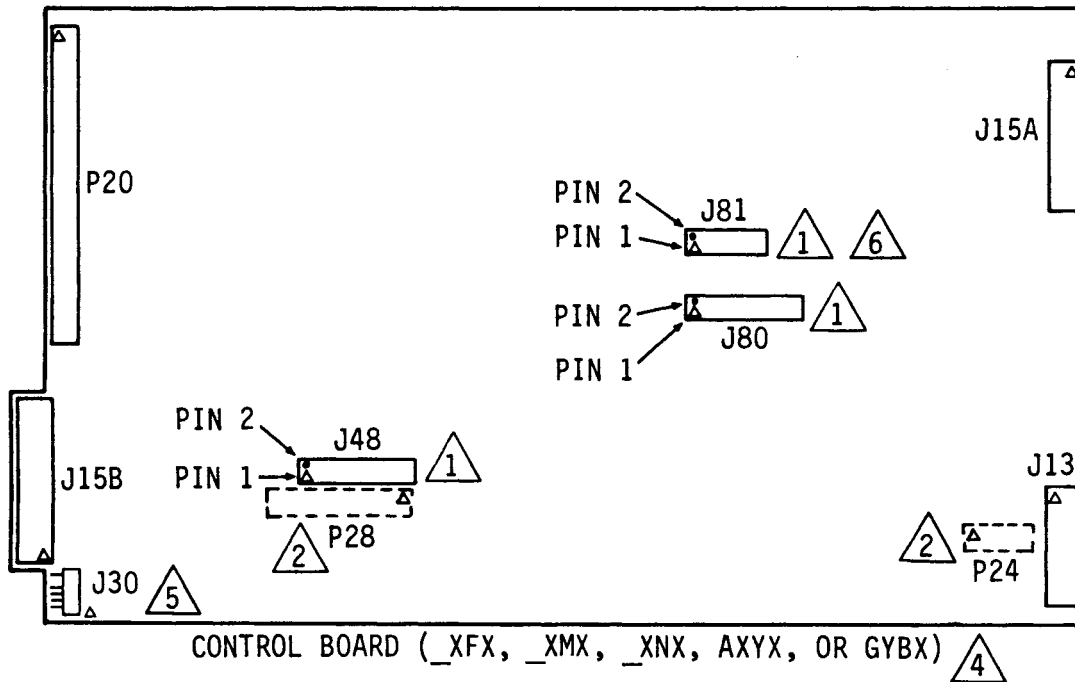 J15A
P20
PIN 2
J81
PIN 1
1
6
PIN 2
1
J80
PIN 1
PIN 2
J48
1
J15B
PIN 1
J13
P28
2
2
P24
J30
5
CONTROL BOARD (_XFX, _XMX, _XNX, AXYX, OR GYBX)
4